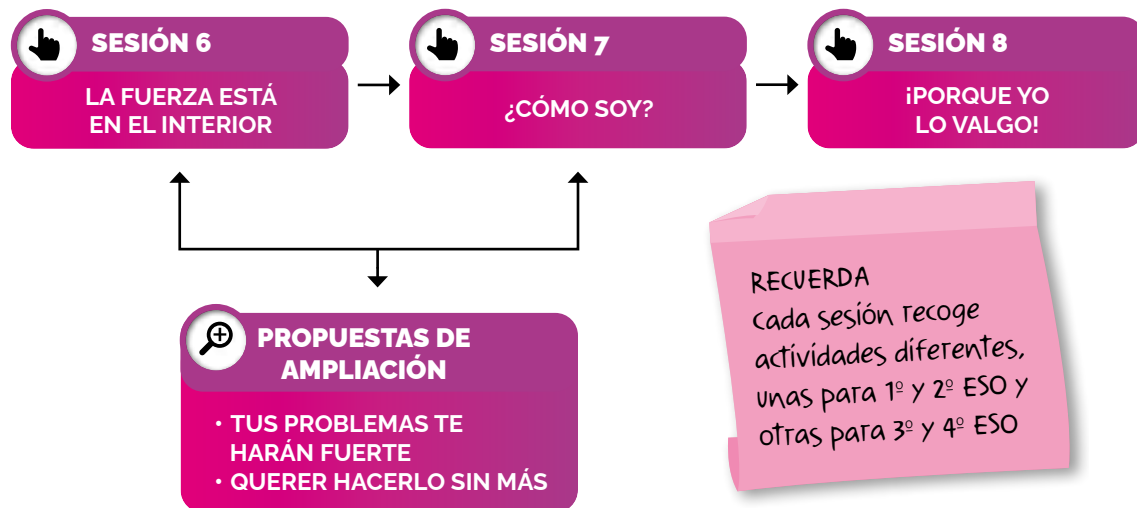 SESIÓN 6
LA FUERZA ESTÁ
EN EL INTERIOR
SESIÓN 7
¿CÓMO SOY?
SESIÓN 8
¡PORQUE YO
LO VALGO!
PROPUESTAS DE
AMPLIACIÓN
• TUS PROBLEMAS TE
HARÁN FUERTE
• QUERER HACERLO SIN MÁS
RECUERDA
Cada sesión recoge
actividades diferentes,
unas para 1º y 2º ESO y
otras para 3º y 4º ESO